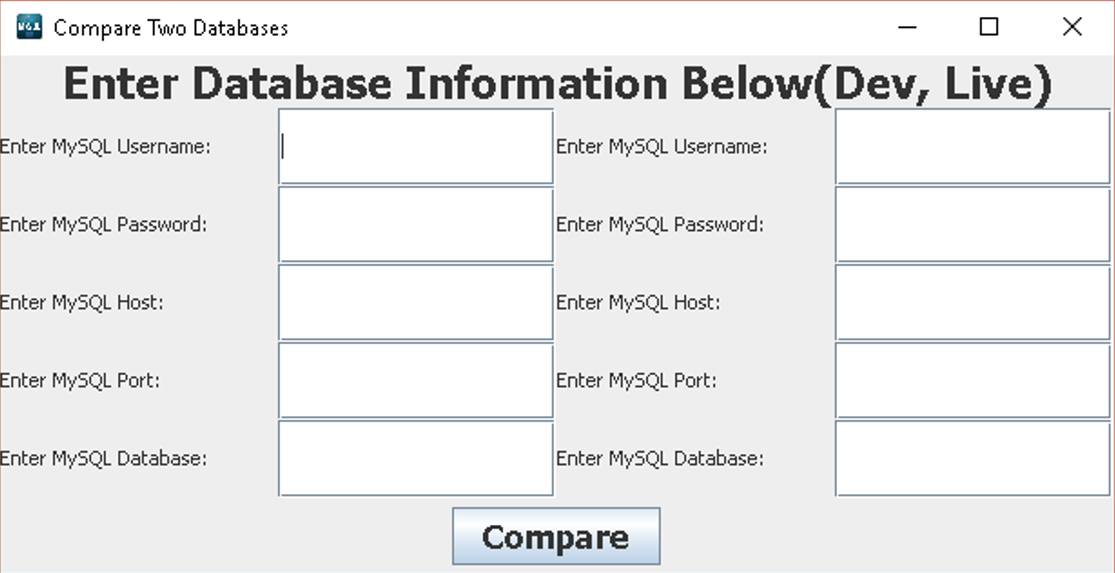 Compare Two Databases
Enter Database Information Below(Dev, Live)
Enter MySQL Username: Enter MySQL Username:
Enter MySQL Password: Enter MySQL Password:
Enter MySQL Host: Enter MySQL Host:
Enter MySQL Port: Enter MySQL Port:
Enter MySQL Database: Enter MySQL Database:
Compare